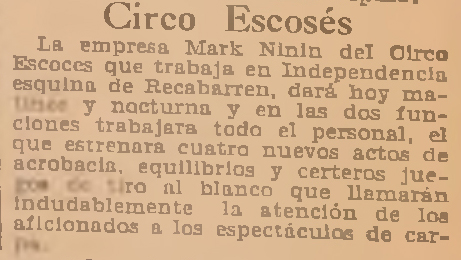 Circo Escosés
La empresa Mark Ninin del Circo
Escoces que trabaja en Independencia
esquina de Recabarren, dará hoy ma-
y nocturna y en las dos fun-
ciones trabajara todo el personal, el
que estrenara cuatro nuevos actos de
acrobacia, equilibrios y certeros jue-
ro al blanco que llamarán
indudablemente la atención de los
aficionados a los espectáculos de car-